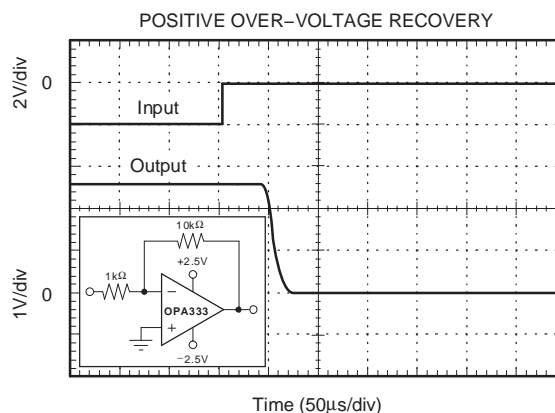 POSITIVE OVER−VOLTAGE RECOVERY
2V/div
0
Input
Output
10kΩ
+2.5V
1kΩ
−
OPA333
+
−2.5V
1V/div
0
Time (50μs/div)